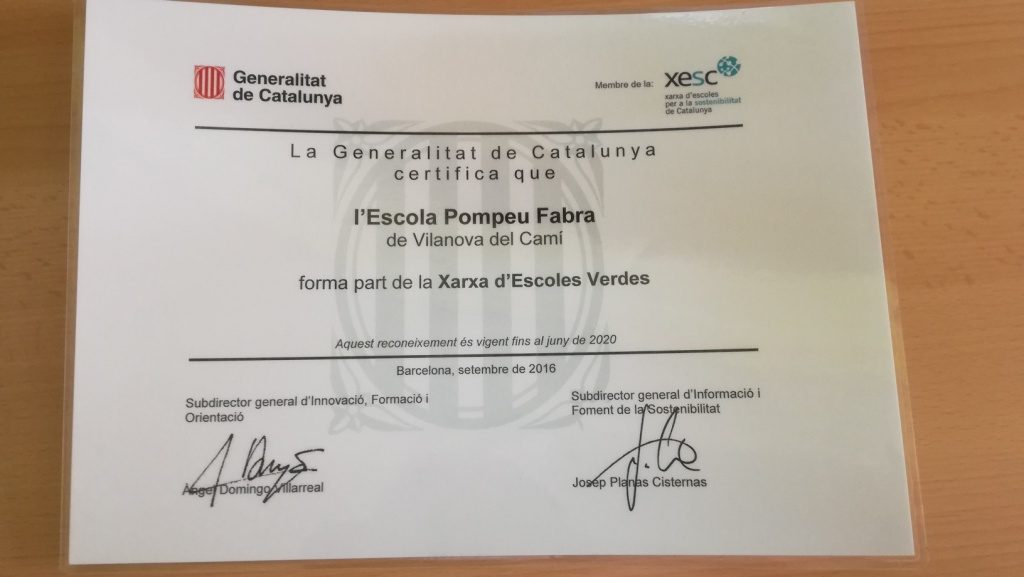 Generalitat
de Catalunya
Membre de la:
xesc
xarxa d'escoles
per a la sostenibilitat
de Catalunya
La Generalitat de Catalunya
certifica que
l'Escola Pompeu Fabra
de Vilanova del Camí
forma part de la Xarxa d'Escoles Verdes
Aquest reconeixement és vigent fins al juny de 2020
Barcelona, setembre de 2016
Subdirector general d'Innovació, Formació i
Orientació
Àngel Domingo Villarreal
Subdirector general d'Informació i
Foment de la Sostenibilitat
Josep Planas Cisternas